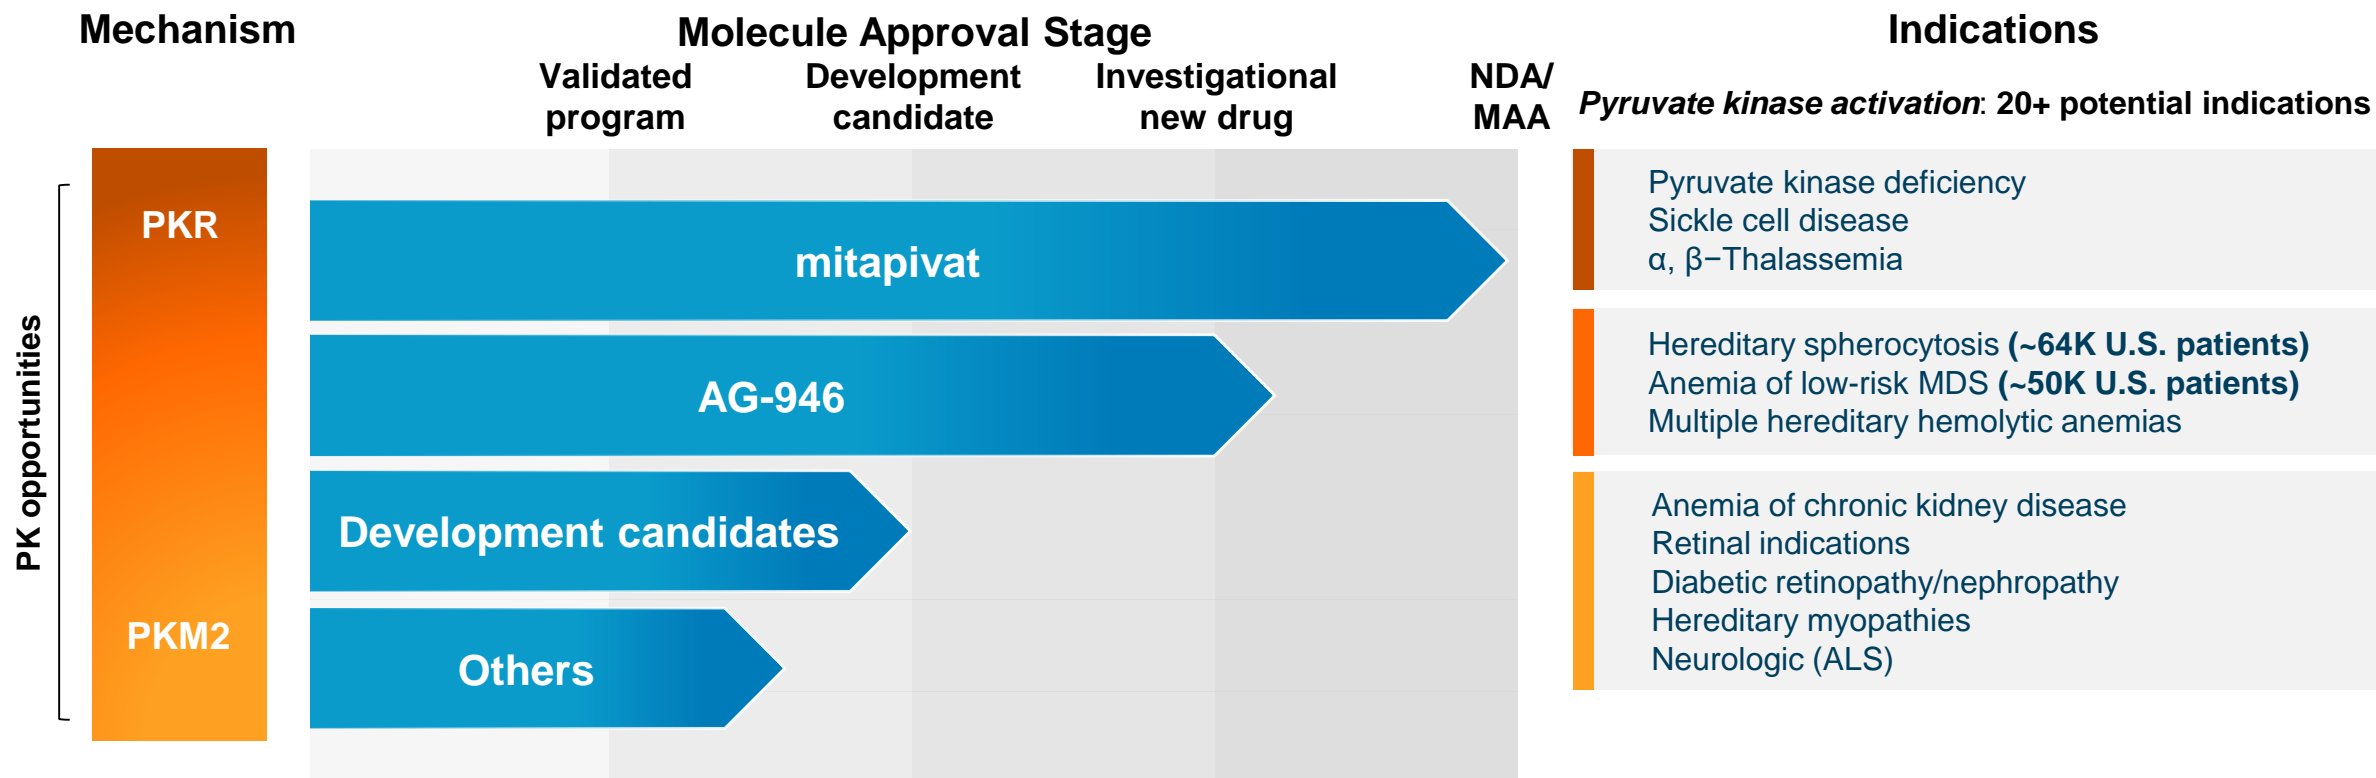 Mechanism
Molecule Approval Stage
Indications
Validated
program
Development
candidate
Investigational
new drug
NDA/
MAA
Pyruvate kinase activation: 20+ potential indications
PK opportunities
PKR
PKM2
mitapivat
AG-946
Development candidates
Others
Pyruvate kinase deficiency
Sickle cell disease
α, β−Thalassemia
Hereditary spherocytosis (~64K U.S. patients)
Anemia of low-risk MDS (~50K U.S. patients)
Multiple hereditary hemolytic anemias
Anemia of chronic kidney disease
Retinal indications
Diabetic retinopathy/nephropathy
Hereditary myopathies
Neurologic (ALS)